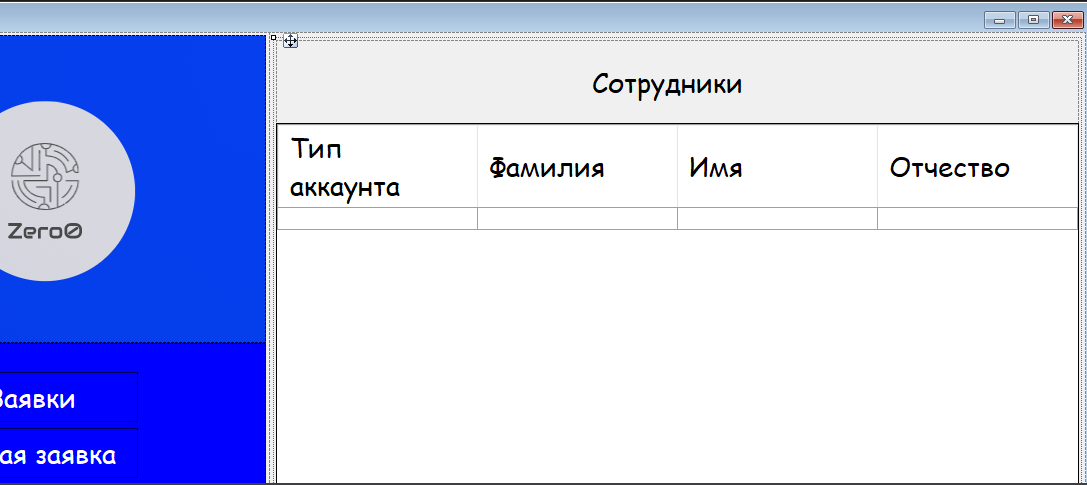 Сотрудники
Тип
аккаунта
Фамилия
Имя
Отчество
Zero0
Заявки
ая заявка